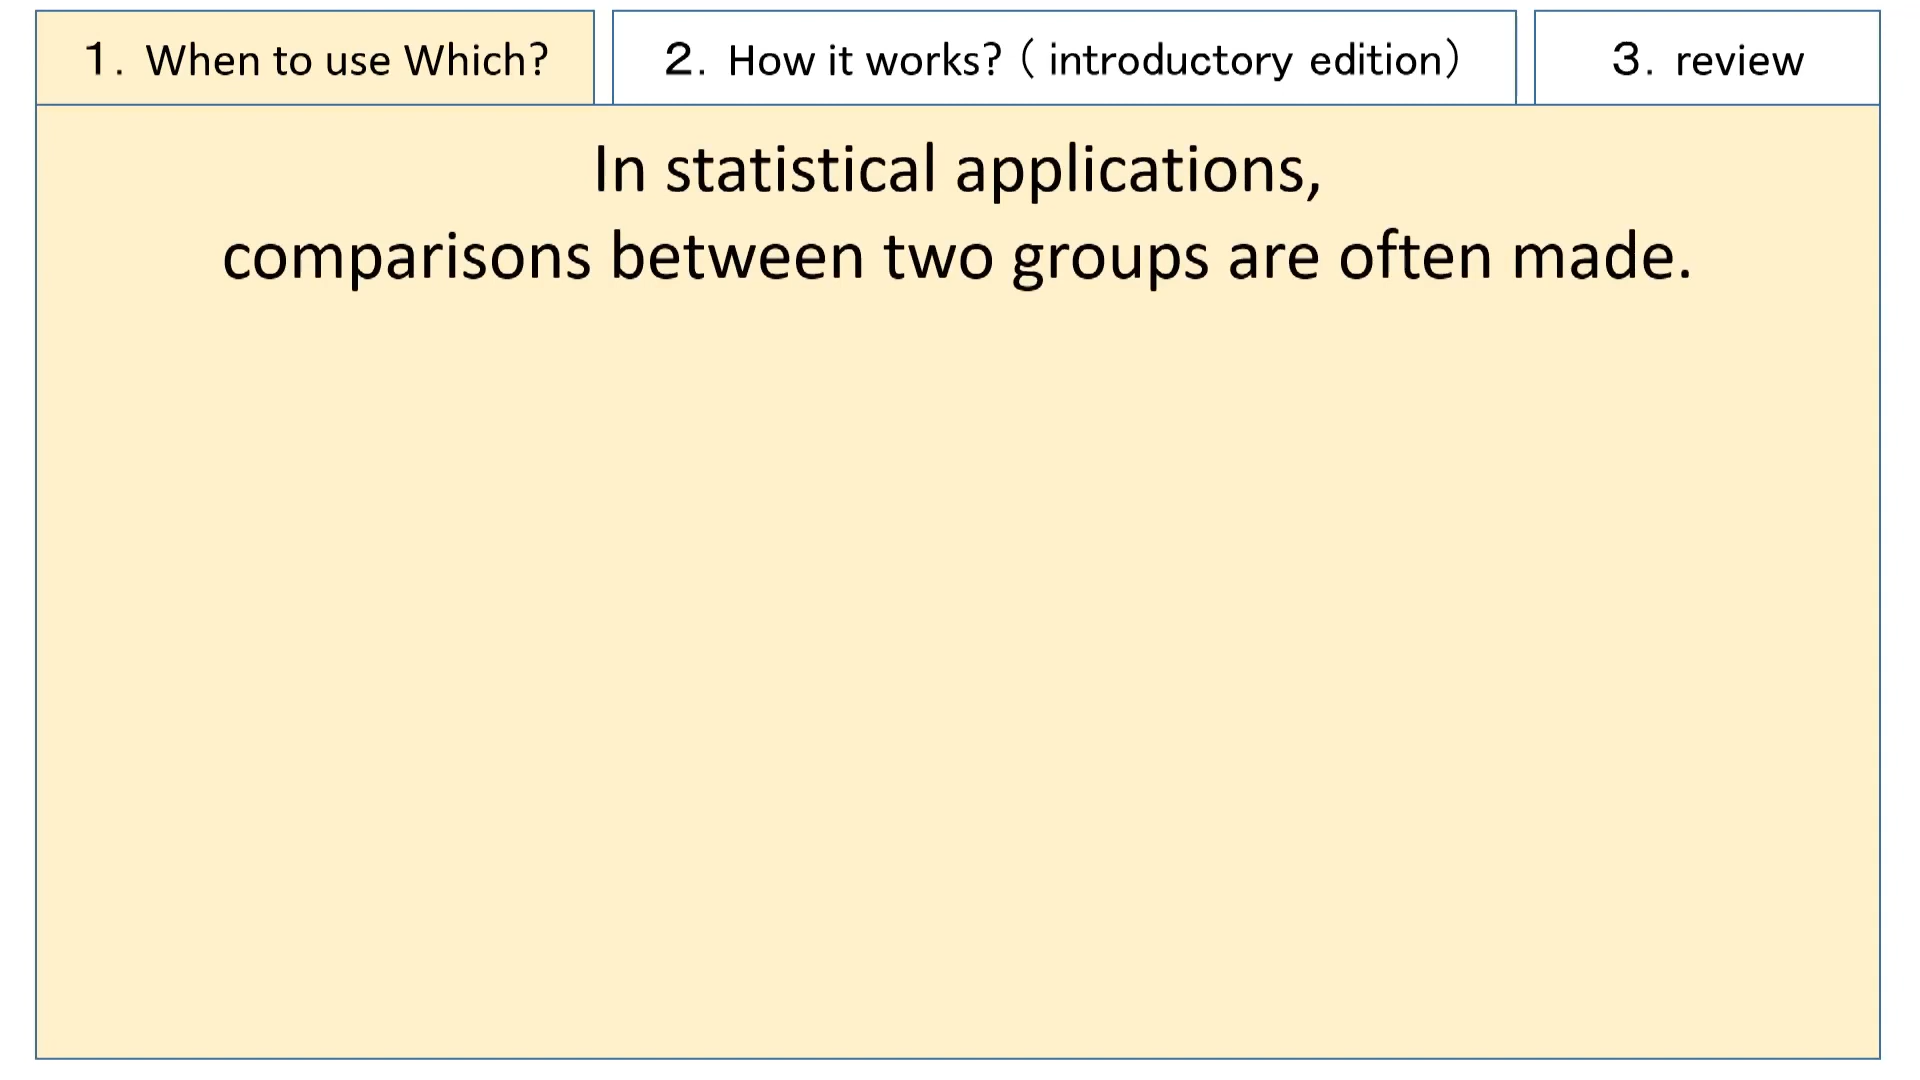 1. When to use Which?
2. How it works? ( introductory edition)
3. review
In statistical applications,
comparisons between two groups are often made.